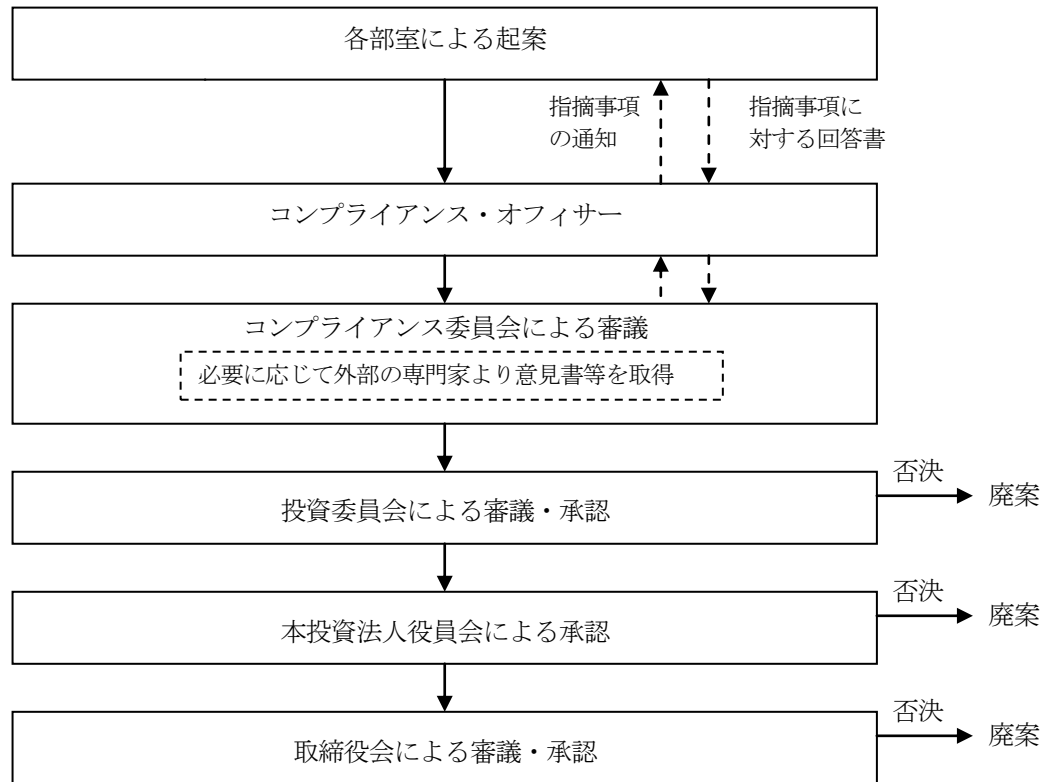 各部室による起案
指摘事項
の通知
指摘事項に
対する回答書
コンプライアンス・オフィサー
コンプライアンス委員会による審議
必要に応じて外部の専門家より意見書等を取得
投資委員会による審議・承認
否決
廃案
本投資法人役員会による承認
否決
廃案
取締役会による審議・承認
否決
廃案